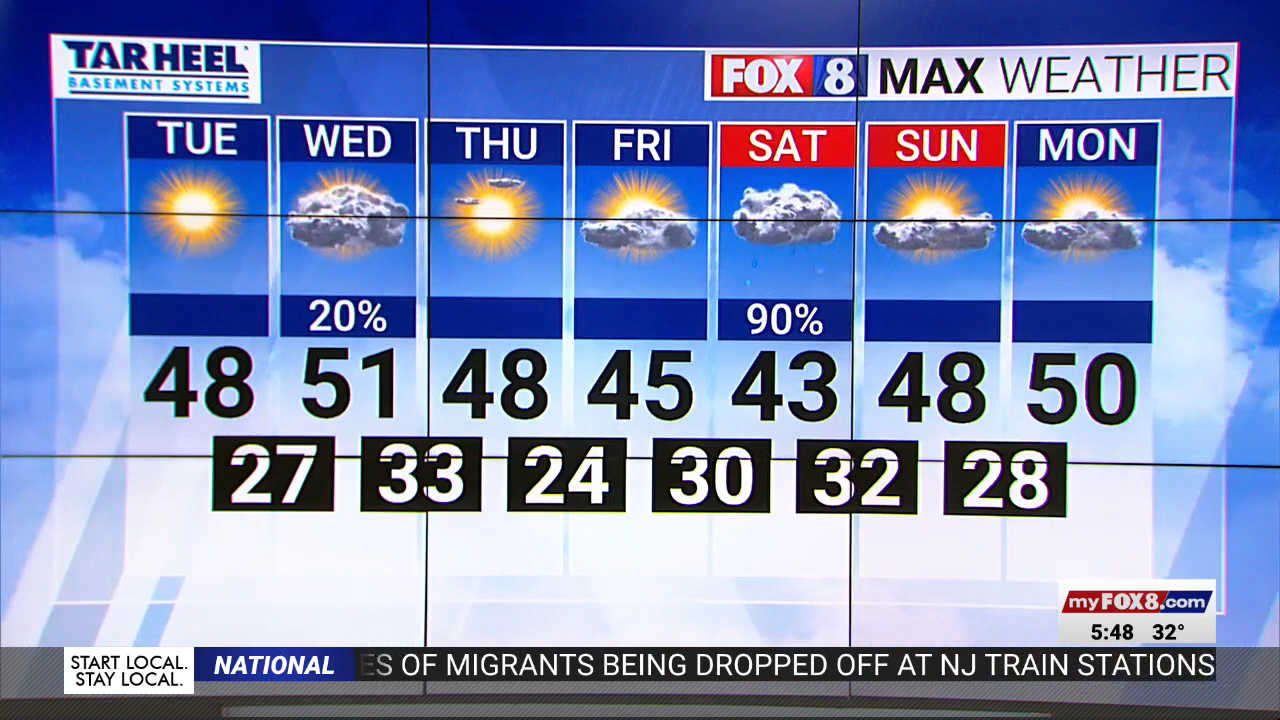 TAR HEEL
BASEMENT SYSTEMS
FOX 8 MAX WEATHER
TUE WED THU FRI SAT SUN MON
20% 90%
48 51 48 45 43 48 50
27 33 24 30 32 28
myFOX8.com
5:48 32°
START LOCAL.
STAY LOCAL.
NATIONAL
ES OF MIGRANTS BEING DROPPED OFF AT NJ TRAIN STATIONS